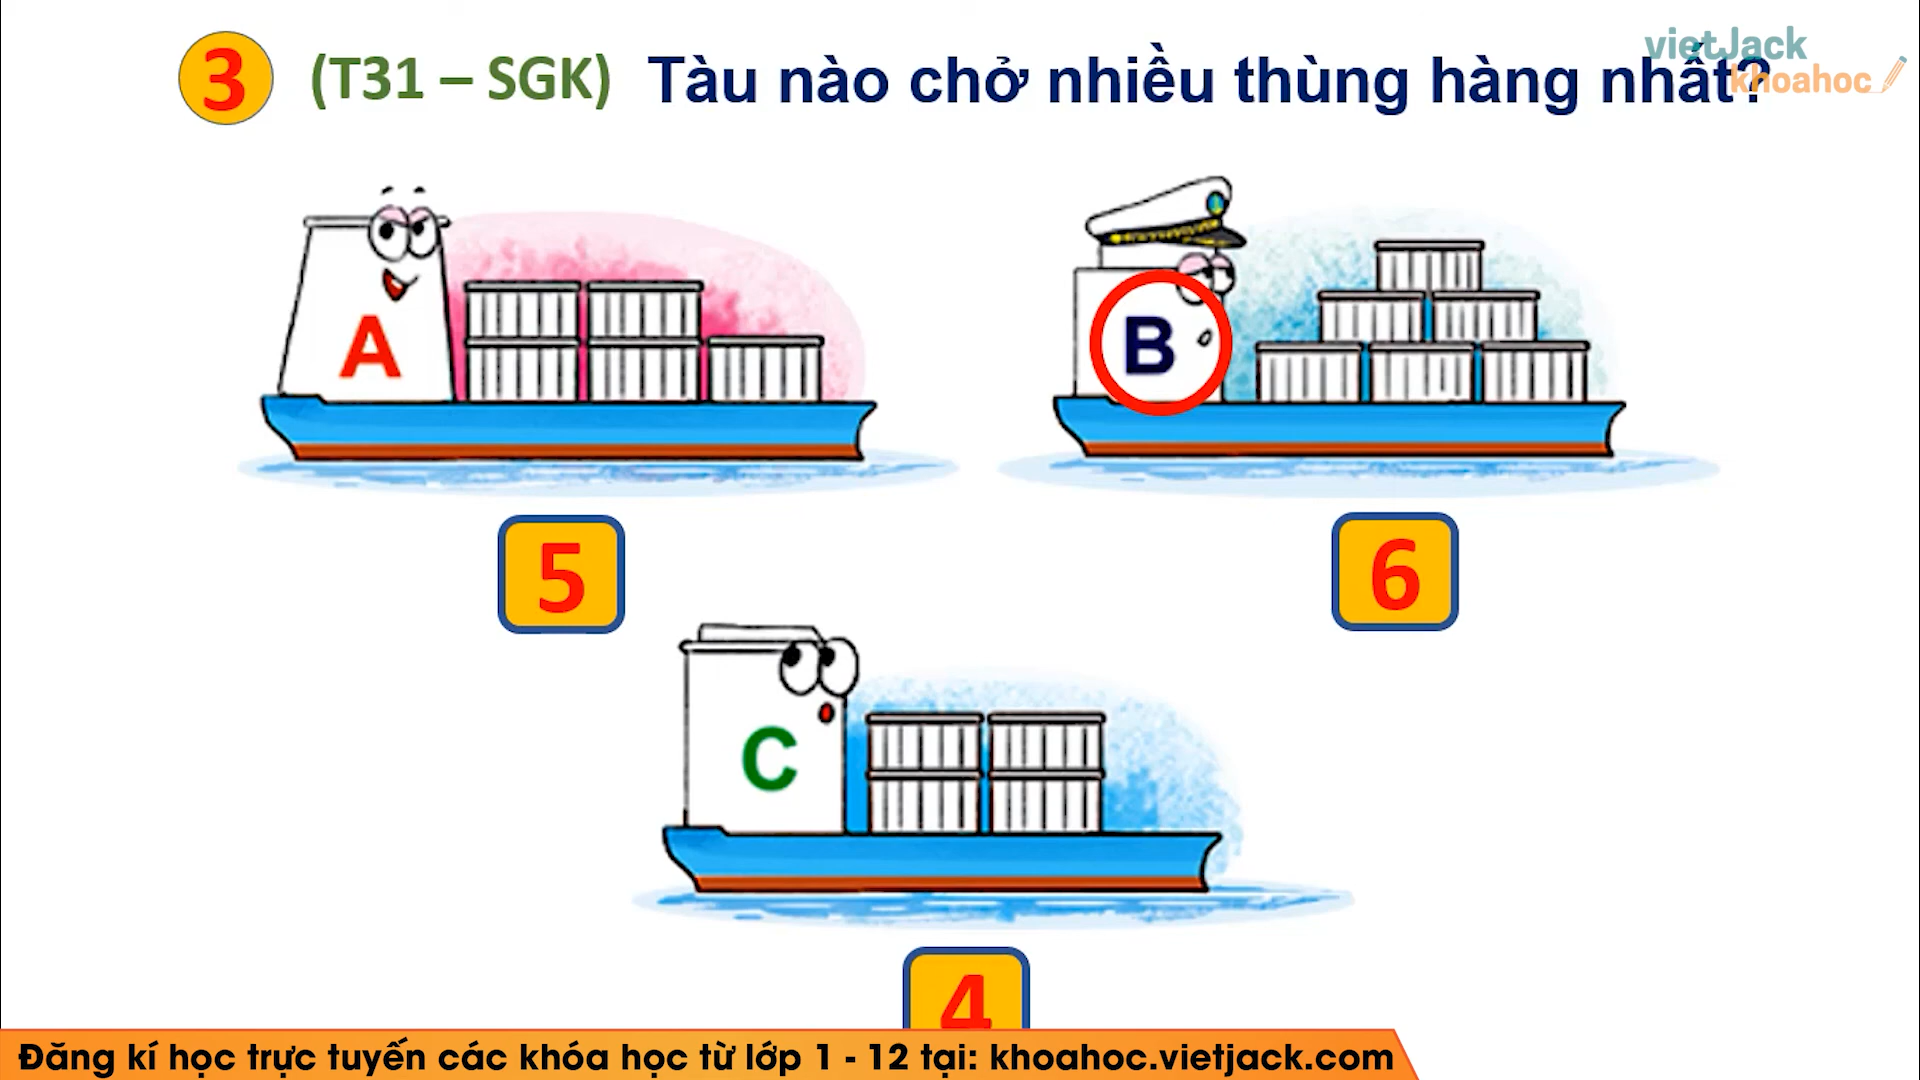 3 (T31 – SGK) Tàu nào chở nhiều thùng hàng nhất?
vietJack
khoahoc
A
B
5
6
C
4
Đăng kí học trực tuyến các khóa học từ lớp 1 - 12 tại: khoahoc.vietjack.com